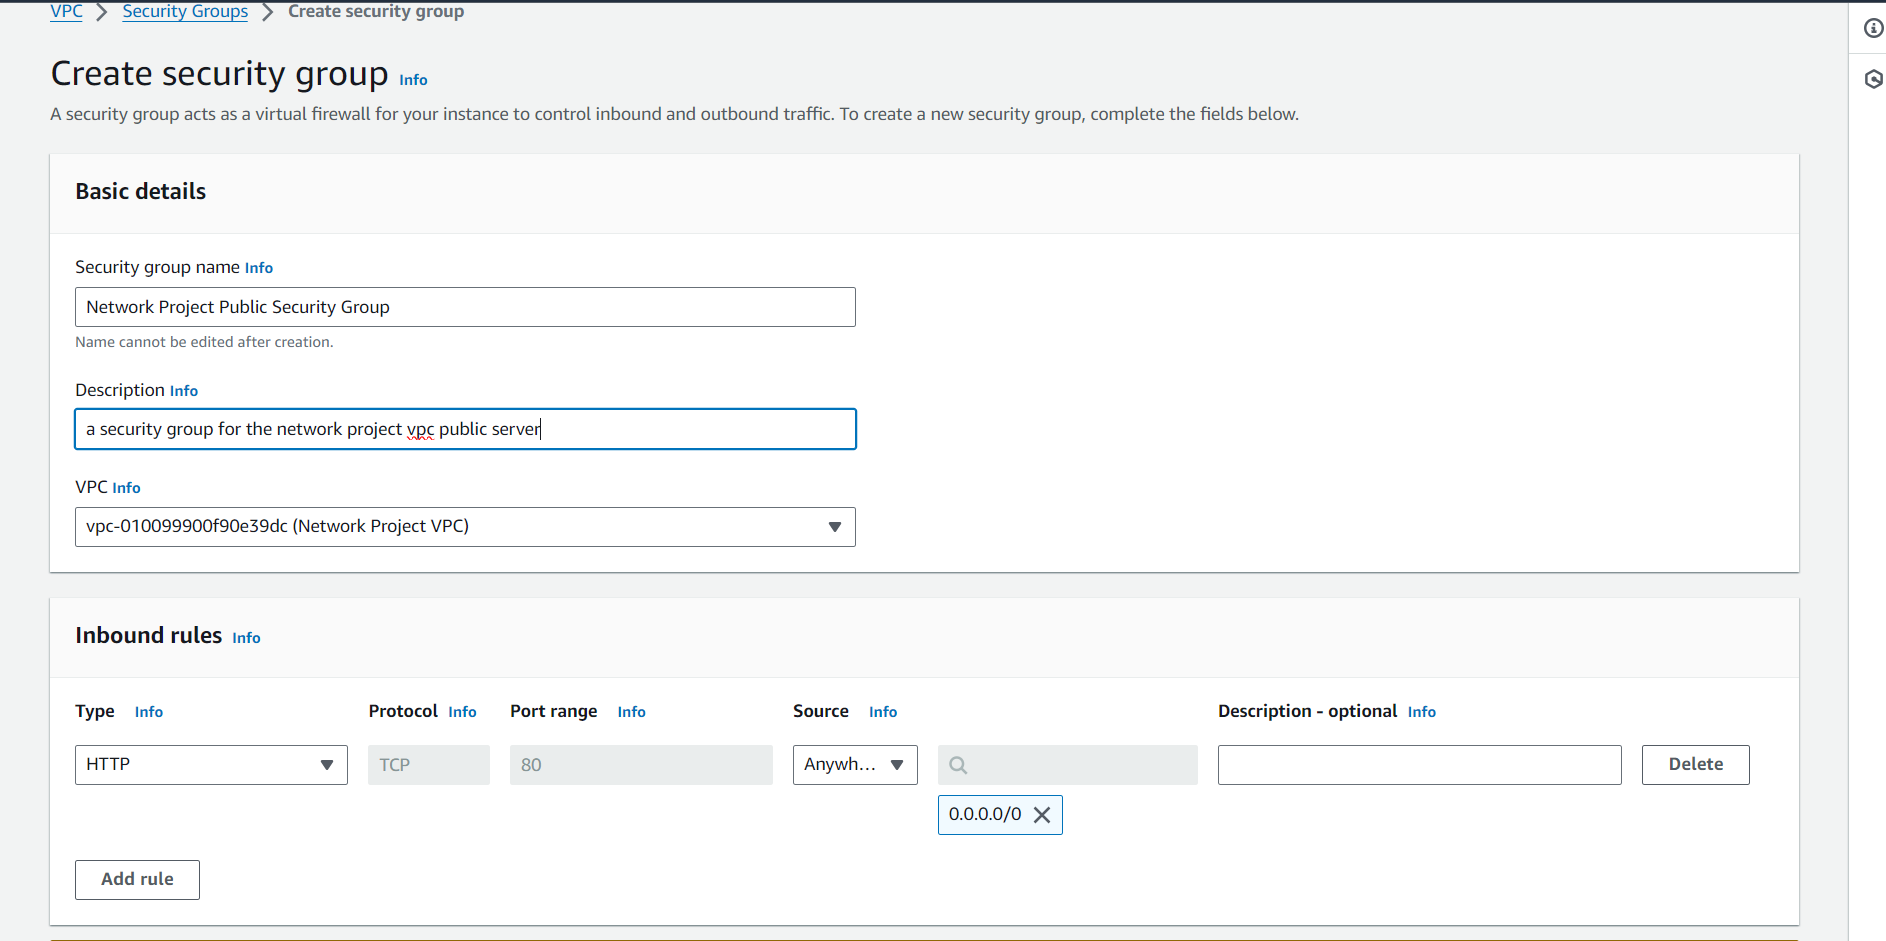 VPC > Security Groups > Create security group
Create security group Info
A security group acts as a virtual firewall for your instance to control inbound and outbound traffic. To create a new security group, complete the fields below.
Basic details
Security group name Info
Network Project Public Security Group
Name cannot be edited after creation.
Description Info
a security group for the network project vpc public server
VPC Info
vpc-010099900f90e39dc (Network Project VPC)
Inbound rules Info
Type Info Protocol Info Port range Info Source Info Description - optional Info
HTTP TCP 80 Anywh... Delete
0.0.0.0/0
Add rule